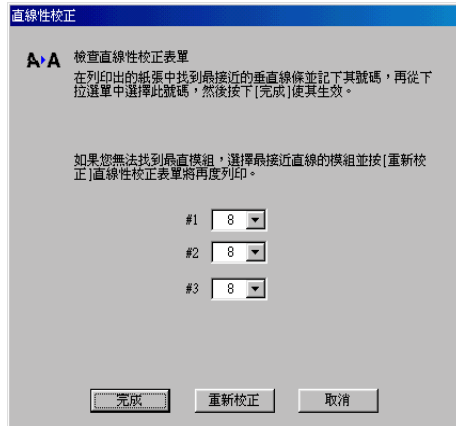 直線性校正
A A 檢查直線性校正表單
在列印出的紙張中找到最接近的垂直線條並記下其號碼，再從下
拉選單中選擇此號碼，然後按下[完成]使其生效。
如果您無法找到最直模組，選擇最接近直線的模組並按[重新校
正]直線性校正表單將再度列印。
#1 8
#2 8
#3 8
完成 重新校正 取消